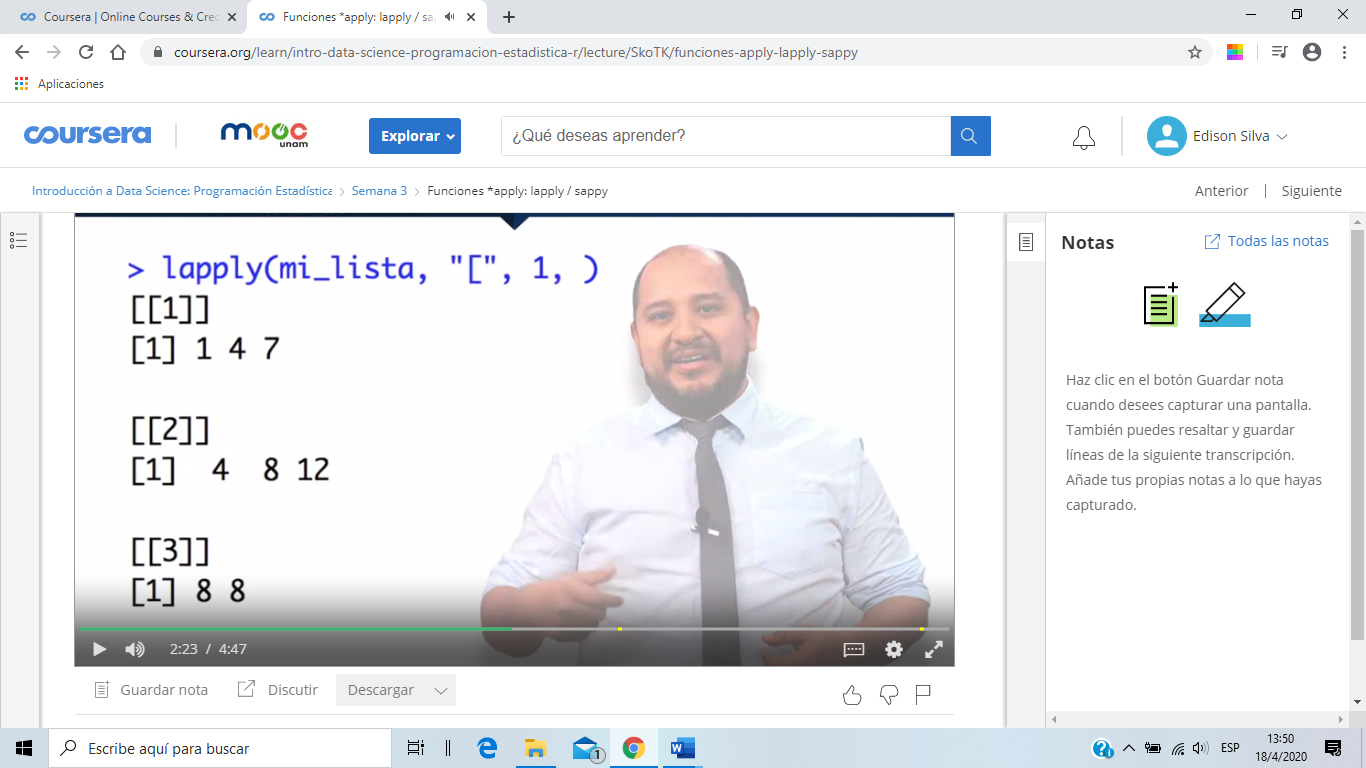 Coursera | Online Courses & Cred
Funciones *apply: lapply / sa
coursera.org/learn/intro-data-science-programacion-estadistica-r/lecture/SkoTK/funciones-apply-lapply-sappy
Aplicaciones
coursera
mooc
unam
Explorar
¿Qué deseas aprender?
Edison Silva
Introducción a Data Science: Programación Estadística
Semana 3
Funciones *apply: lapply / sappy
Anterior | Siguiente
> lapply(mi_lista, "[", 1, )
[[1]]
[1] 1 4 7
[[2]]
[1] 4 8 12
[[3]]
[1] 8 8
2:23 / 4:47
Guardar nota
Discutir
Descargar
Notas
Todas las notas
Haz clic en el botón Guardar nota
cuando desees capturar una pantalla.
También puedes resaltar y guardar
líneas de la siguiente transcripción.
Añade tus propias notas a lo que hayas
capturado.
Escribe aquí para buscar
1
ESP
13:50
18/4/2020